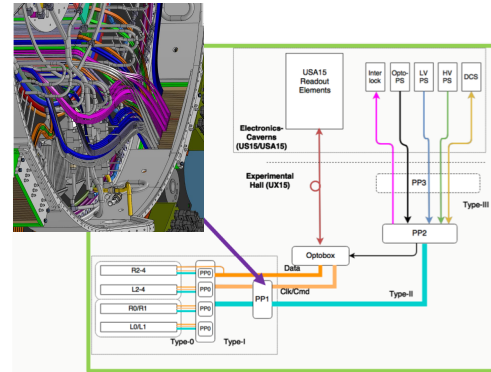 USA15
Readout
Elements
Inter
lock
Opto-
PS
LV
PS
HV
PS
DCS
Electronics-
Caverns
(US15/USA15)
Experimental
Hall (UX15)
PP3
Type-III
PP2
Optobox
Data
Clk/Cmd
PP1
Type-II
R2-4
PP0
L2-4
PP0
R0/R1
PP0
L0/L1
PP0
Type-0
Type-I